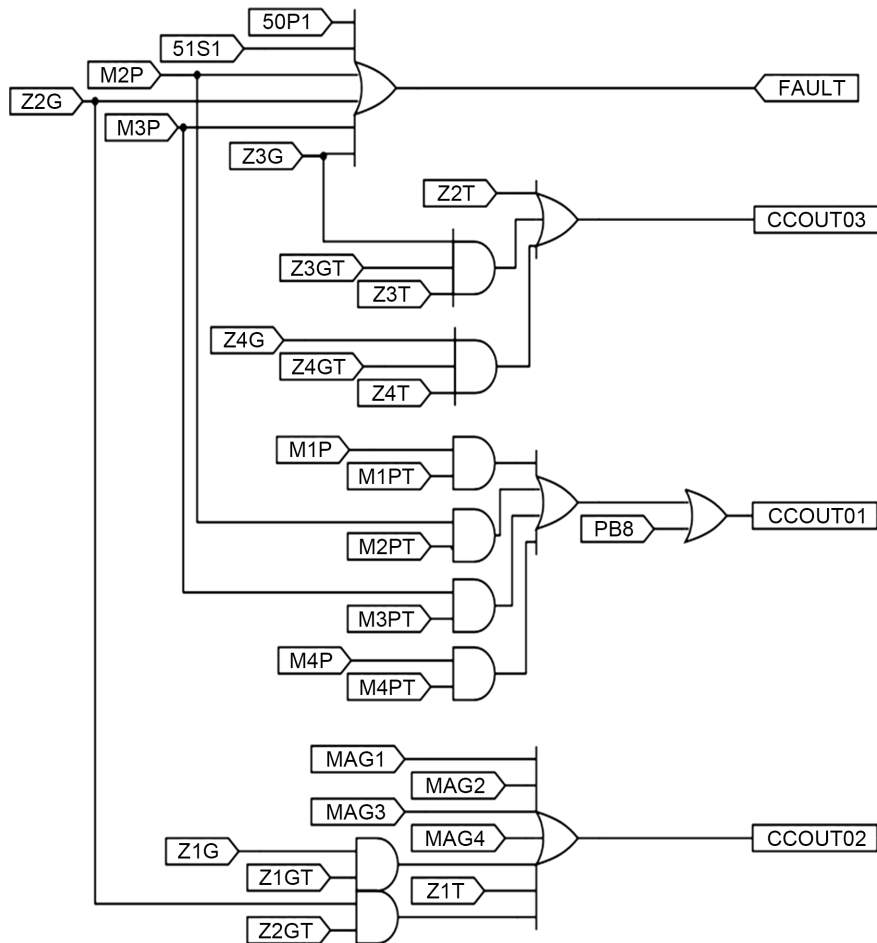 50P1
51S1
M2P
FAULT
Z2G
M3P
Z3G
Z2T
CCOUT03
Z3GT
Z3T
Z4G
Z4GT
Z4T
M1P
M1PT
CCOUT01
PB8
M2PT
M3PT
M4P
M4PT
MAG1
MAG2
MAG3
MAG4
CCOUT02
Z1G
Z1GT
Z1T
Z2GT